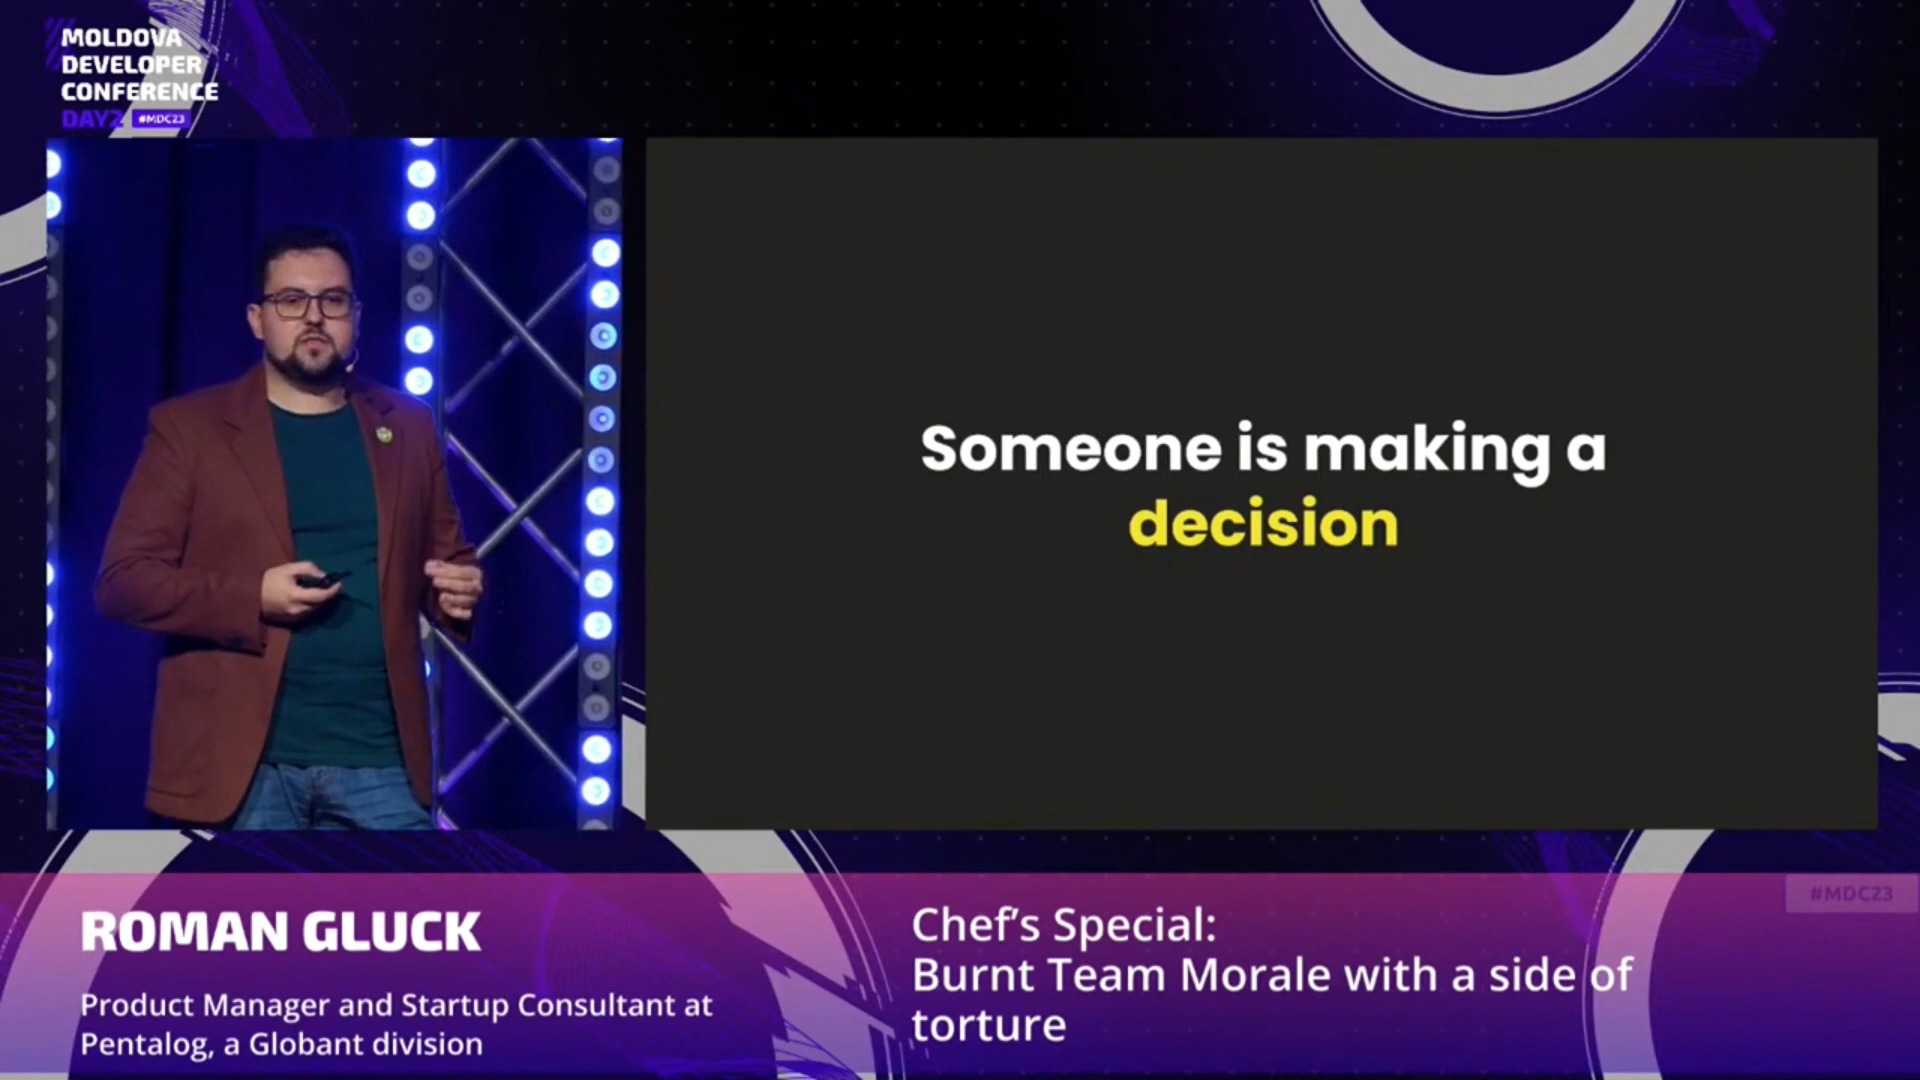 MOLDOVA
DEVELOPER
CONFERENCE
DAY2 #MDC23
Someone is making a
decision
#MDC23
ROMAN GLUCK
Product Manager and Startup Consultant at
Pentalog, a Globant division
Chef’s Special:
Burnt Team Morale with a side of
torture